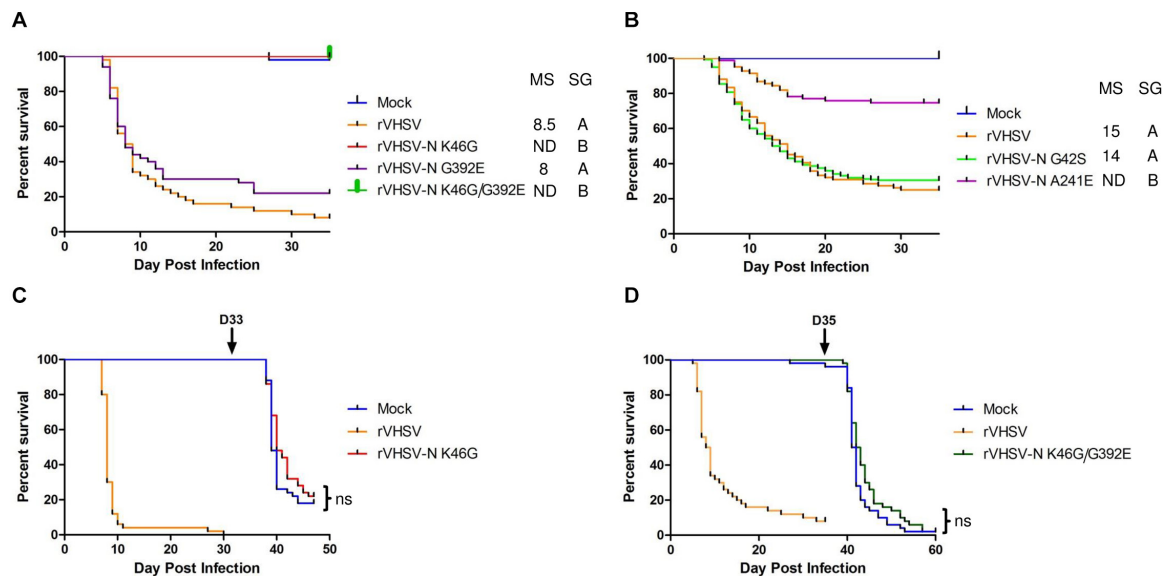 A
Percent survival
100
80
60
40
20
0
0 10 20 30
Day Post Infection
MS SG
Mock
rVHSV 8.5 A
rVHSV-N K46G ND B
rVHSV-N G392E 8 A
rVHSV-N K46G/G392E ND B
B
Percent survival
100
80
60
40
20
0
0 10 20 30
Day Post Infection
MS SG
Mock
rVHSV 15 A
rVHSV-N G42S 14 A
rVHSV-N A241E ND B
C
D33
Percent survival
100
80
60
40
20
0
0 10 20 30 40 50
Day Post Infection
Mock
rVHSV
rVHSV-N K46G
ns
D
D35
Percent survival
100
80
60
40
20
0
0 20 40 60
Day Post Infection
Mock
rVHSV
rVHSV-N K46G/G392E
ns